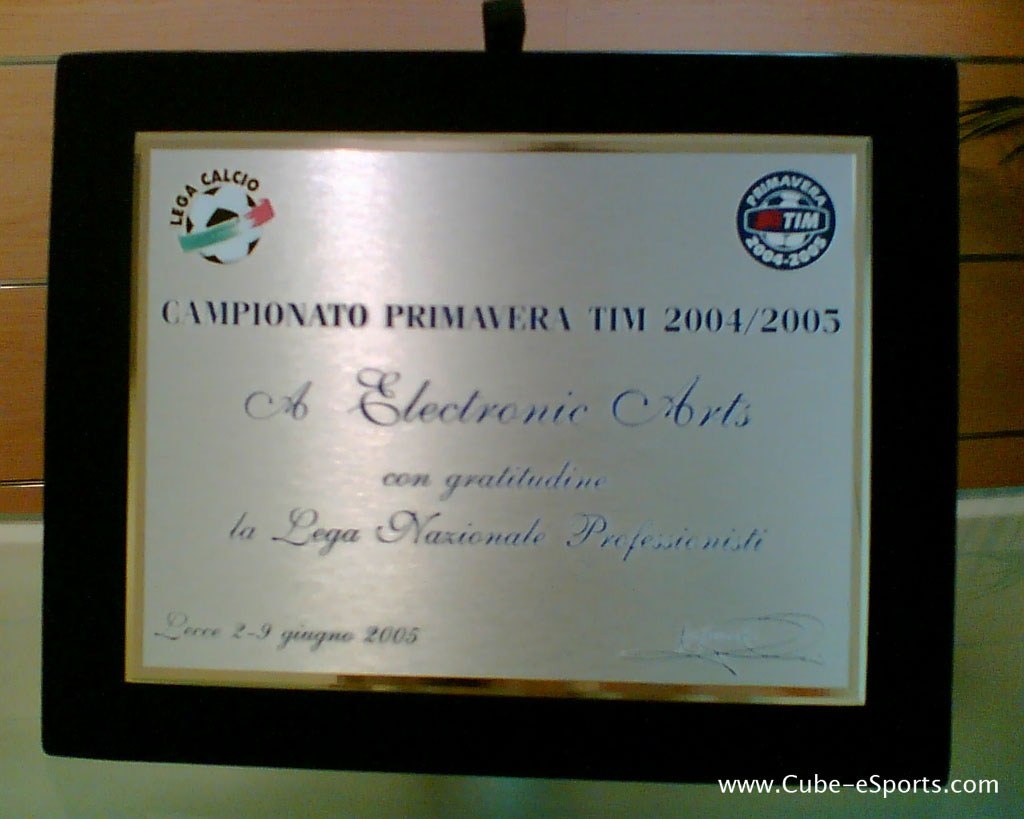 LEGA CALCIO
PRIMAVERA
TIM
2004-2005
CAMPIONATO PRIMAVERA TIM 2004/2005
A Electronic Arts
con gratitudine
la Lega Nazionale Professionisti
Lecce 2-9 giugno 2005
www.Cube-eSports.com